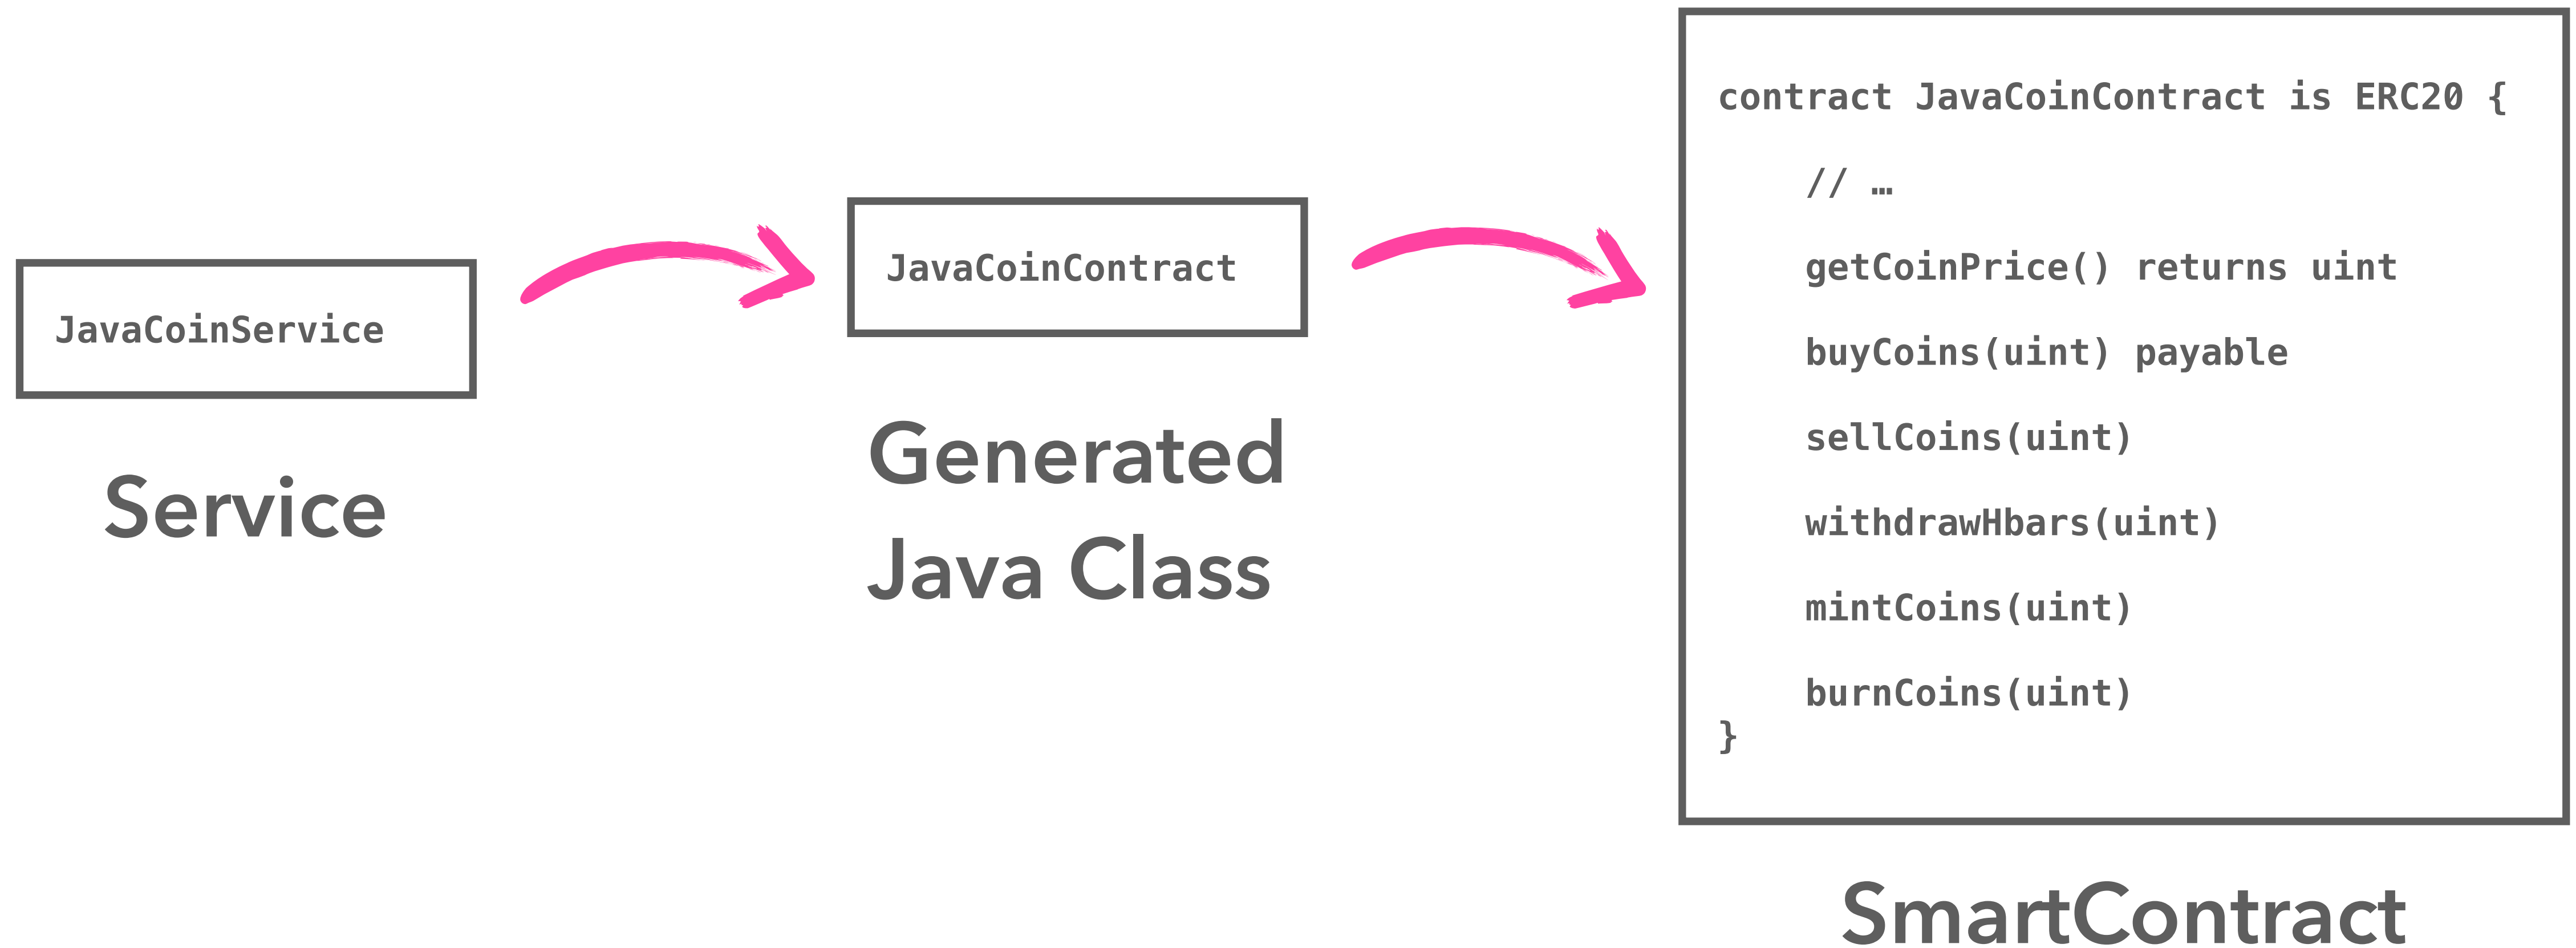 JavaCoinService
Service
JavaCoinContract
Generated
Java Class
contract JavaCoinContract is ERC20 {
// …
getCoinPrice() returns uint
buyCoins(uint) payable
sellCoins(uint)
withdrawHbars(uint)
mintCoins(uint)
burnCoins(uint)
}
SmartContract